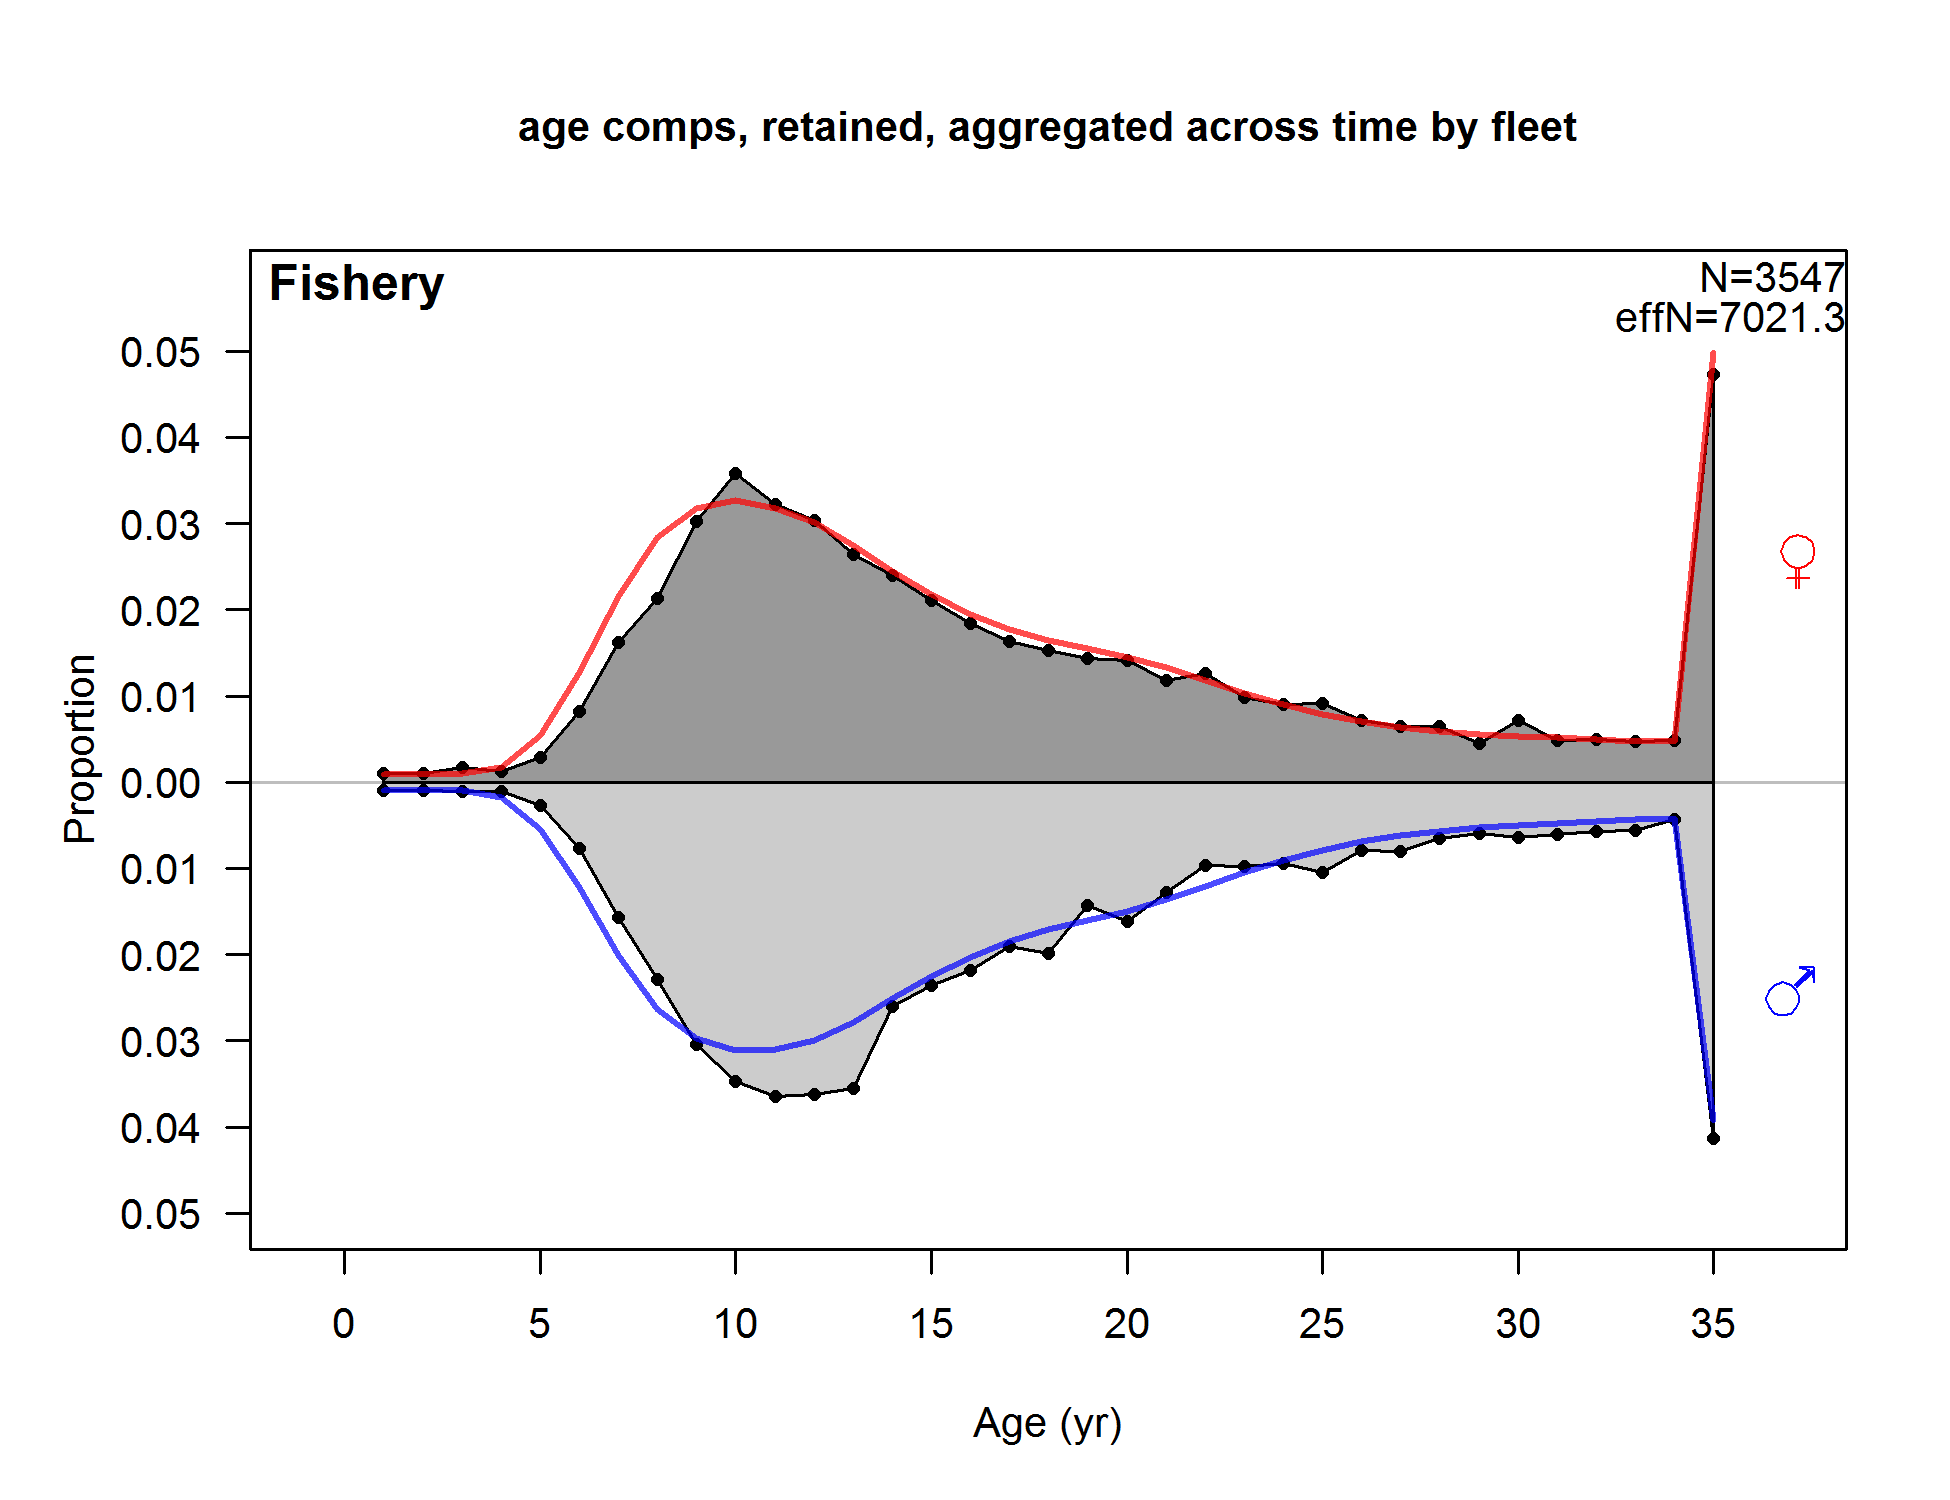 age comps, retained, aggregated across time by fleet
Fishery
N=3547
effN=7021.3
Proportion
0.05
0.04
0.03
0.02
0.01
0.00
0.01
0.02
0.03
0.04
0.05
♀
♂
0 5 10 15 20 25 30 35
Age (yr)